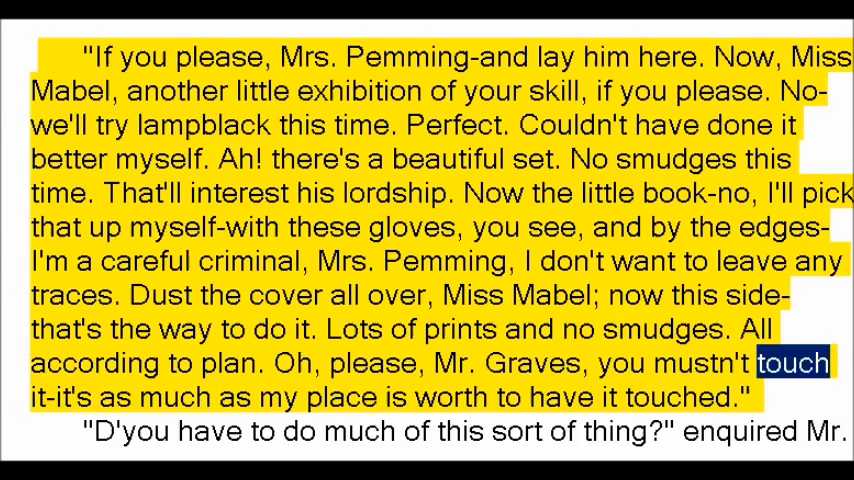 "If you please, Mrs. Pemming-and lay him here. Now, Miss
Mabel, another little exhibition of your skill, if you please. No-
we'll try lampblack this time. Perfect. Couldn't have done it
better myself. Ah! there's a beautiful set. No smudges this
time. That'll interest his lordship. Now the little book-no, I'll pick
that up myself-with these gloves, you see, and by the edges-
I'm a careful criminal, Mrs. Pemming, I don't want to leave any
traces. Dust the cover all over, Miss Mabel; now this side-
that's the way to do it. Lots of prints and no smudges. All
according to plan. Oh, please, Mr. Graves, you mustn't touch
it-it's as much as my place is worth to have it touched."
"D'you have to do much of this sort of thing?" enquired Mr.